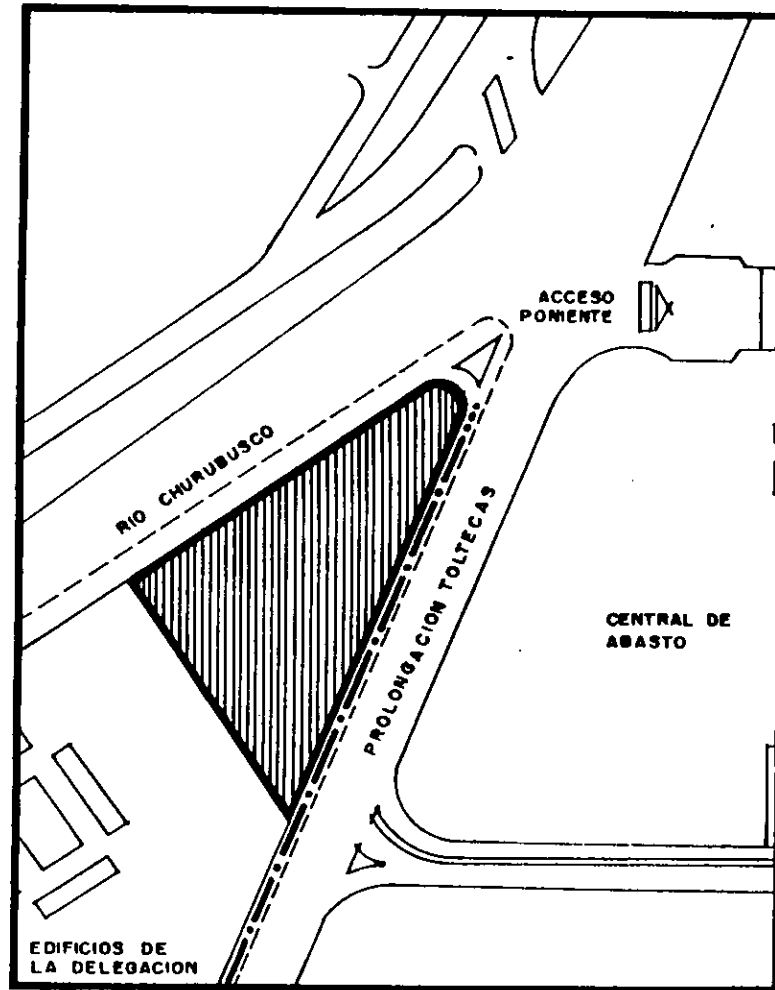 ACCESO
PONIENTE
RIO CHURUBUSCO
PROLONGACION TOLTECAS
CENTRAL DE
ABASTO
EDIFICIOS DE
LA DELEGACION